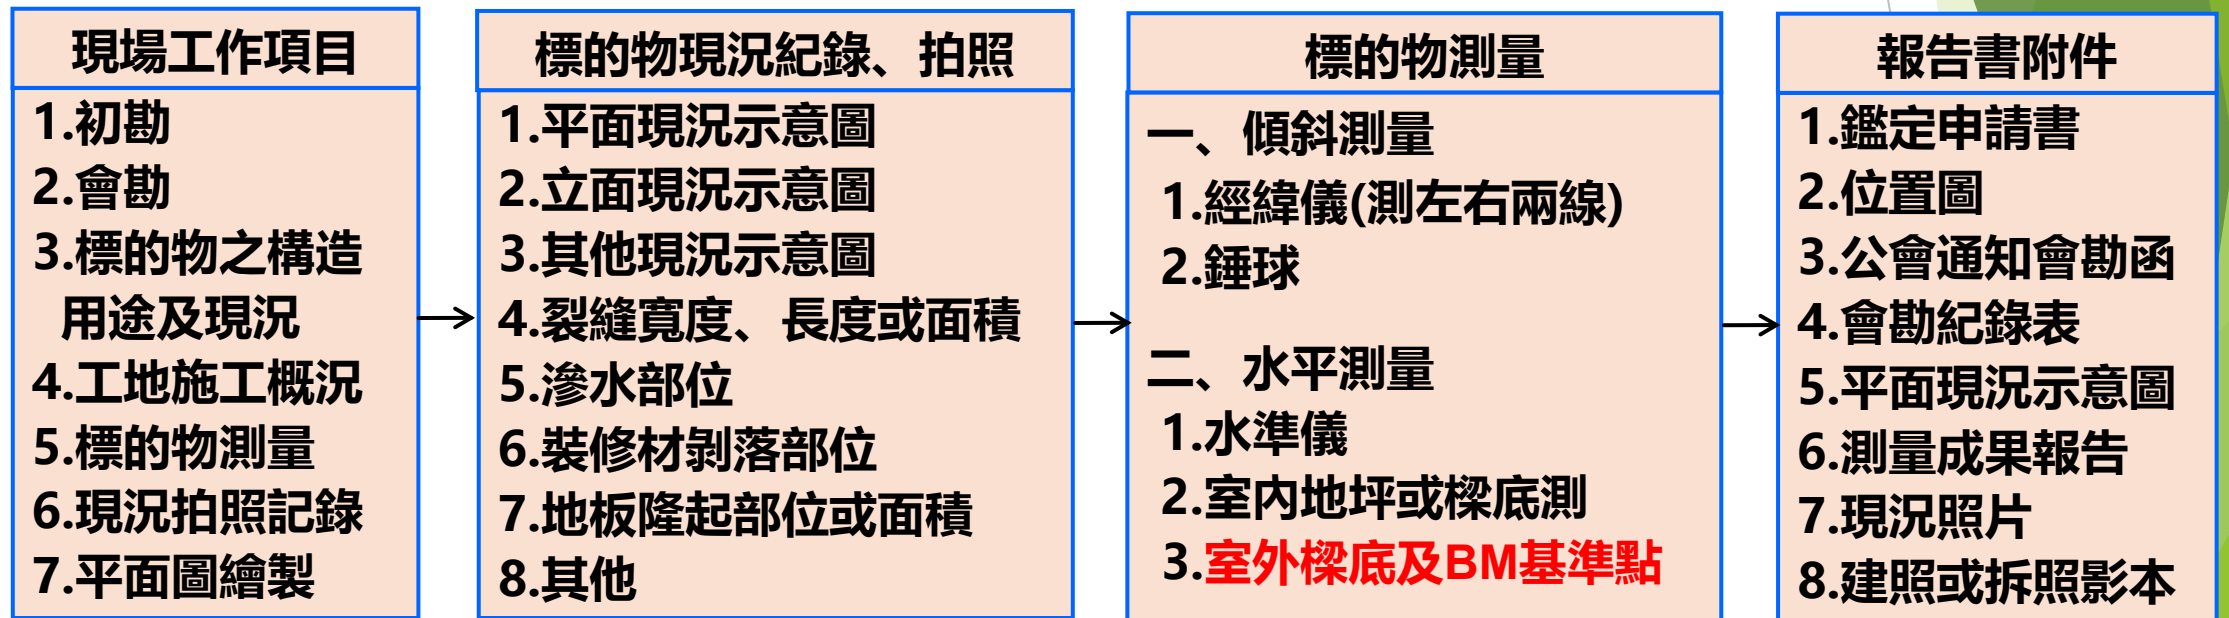 現場工作項目
1.初勘
2.會勘
3.標的物之構造
用途及現況
4.工地施工概況
5.標的物測量
6.現況拍照記錄
7.平面圖繪製
標的物現況紀錄、拍照
1.平面現況示意圖
2.立面現況示意圖
3.其他現況示意圖
4.裂縫寬度、長度或面積
5.滲水部位
6.裝修材剝落部位
7.地板隆起部位或面積
8.其他
標的物測量
一、傾斜測量
1.經緯儀(測左右兩線)
2.錘球
二、水平測量
1.水準儀
2.室內地坪或樑底測
3.室外樑底及BM基準點
報告書附件
1.鑑定申請書
2.位置圖
3.公會通知會勘函
4.會勘紀錄表
5.平面現況示意圖
6.測量成果報告
7.現況照片
8.建照或拆照影本